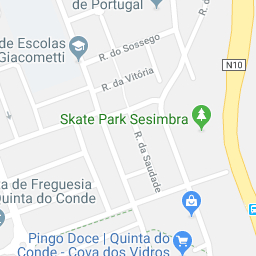 de Portugal
de Escolas
Giacometti
R. do Sossego
R. da Vitória
N10
Skate Park Sesimbra
R. da Saudade
de Freguesia
uinta do Conde
Pingo Doce | Quinta do
Conde - Cova dos Vidros